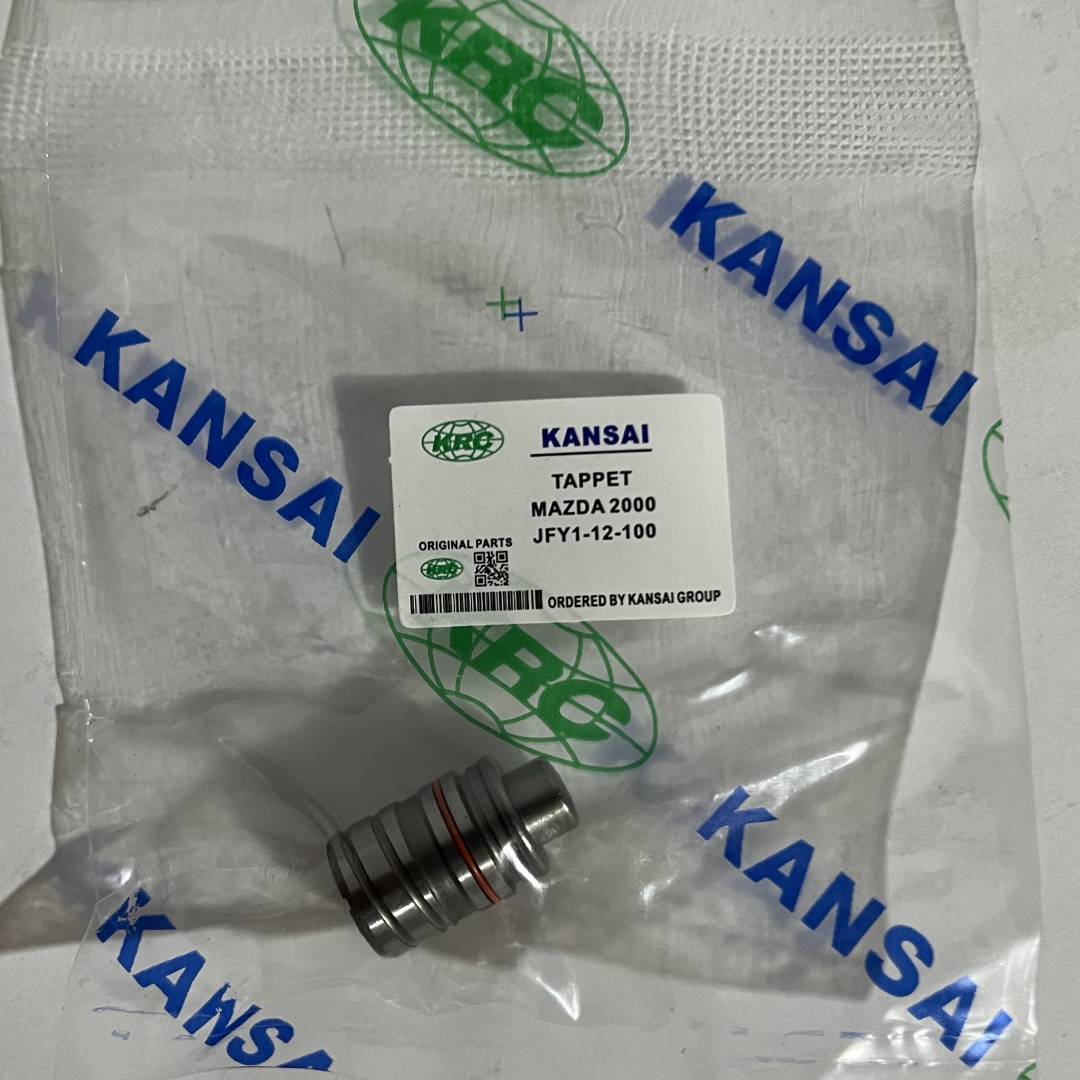 KRC
KANSAI
KANSAI
KRC KANSAI
TAPPET
MAZDA 2000
JFY1-12-100
ORIGINAL PARTS
KRC
ORDERED BY KANSAI GROUP
KRC
KANSAI
KANSA